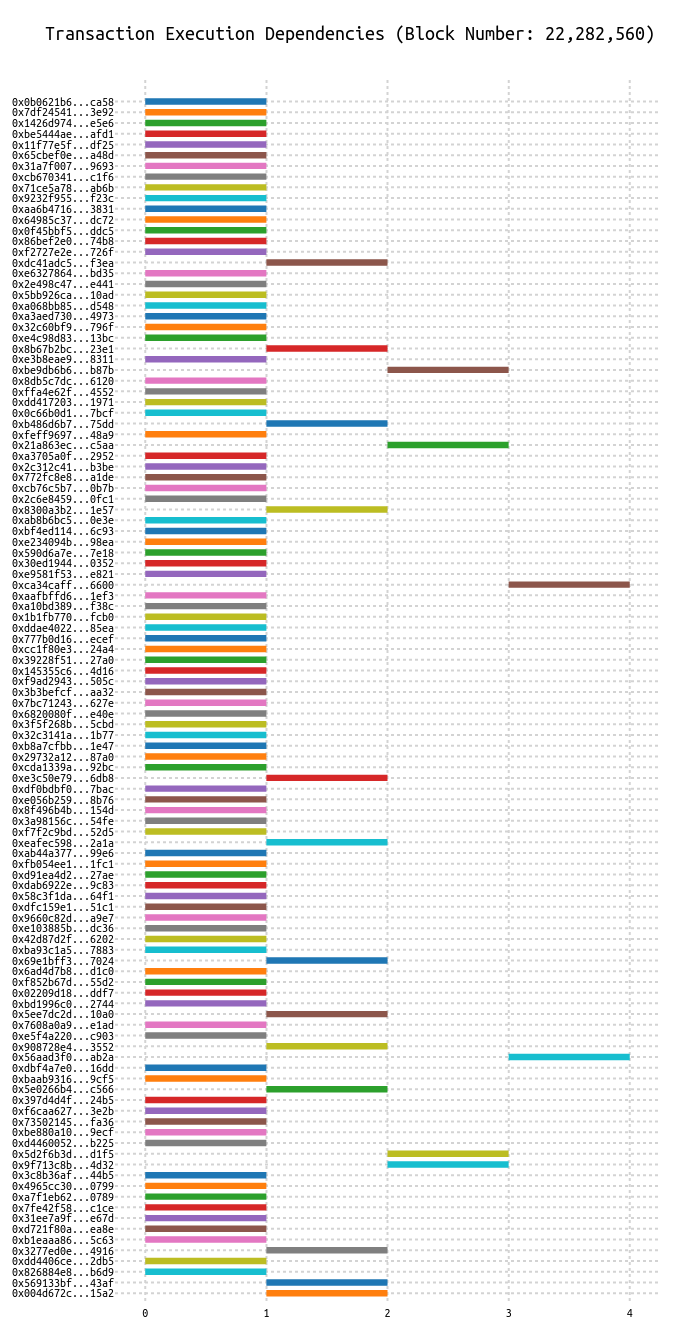 Transaction Execution Dependencies (Block Number: 22,282,560)
0x0b0621b6...ca58
0x7df24541...3e92
0x1426d974...e5e6
0xbe5444ae...afd1
0x11f77e5f...df25
0x65cbef0e...a48d
0x31a7f007...9693
0xcb670341...c1f6
0x71ce5a78...ab6b
0x9232f955...f23c
0xaa6b4716...3831
0x64985c37...dc72
0x0f45bbf5...ddc5
0x86bef2e0...74b8
0xf2727e2e...726f
0xdc41adc5...f3ea
0xe6327864...bd35
0x2e498c47...e441
0x5bb926ca...10ad
0xa068bb85...d548
0xa3aed730...4973
0x32c60bf9...796f
0xe4c98d83...13bc
0x8b67b2bc...23e1
0xe3b8eae9...8311
0xbe9db6b6...b87b
0x8db5c7dc...6120
0xffa4e62f...4552
0xdd417203...1971
0x0c66b0d1...7bcf
0xb486d6b7...75dd
0xfeff9697...48a9
0x21a863ec...c5aa
0xa3705a0f...2952
0x2c312c41...b3be
0x772fc8e8...a1de
0xcb76c5b7...0b7b
0x2c6e8459...0fc1
0x8300a3b2...1e57
0xab8b6bc5...0e3e
0xbf4ed114...6c93
0xe234094b...98ea
0x590d6a7e...7e18
0x30ed1944...0352
0xe9581f53...e821
0xca34caff...6600
0xaafbffd6...1ef3
0xa10bd389...f38c
0x1b1fb770...fcb0
0xddae4022...85ea
0x777b0d16...ecef
0xcc1f80e3...24a4
0x39228f51...27a0
0x145355c6...4d16
0xf9ad2943...505c
0x3b3befcf...aa32
0x7bc71243...627e
0x6820080f...e40e
0x3f5f268b...5cbd
0x32c3141a...1b77
0xb8a7cfbb...1e47
0x29732a12...87a0
0xcda1339a...92bc
0xe3c50e79...6db8
0xdf0bdbf0...7bac
0xe056b259...8b76
0x8f496b4b...154d
0x3a98156c...54fe
0xf7f2c9bd...52d5
0xeafec598...2a1a
0xab44a377...99e6
0xfb054ee1...1fc1
0xd91ea4d2...27ae
0xdab6922e...9c83
0x58c3f1da...64f1
0xdfc159e1...51c1
0x9660c82d...a9e7
0xe103885b...dc36
0x42d87d2f...6202
0xba93c1a5...7883
0x69e1bff3...7024
0x6ad4d7b8...d1c0
0xf852b67d...55d2
0x02209d18...ddf7
0xbd1996c0...2744
0x5ee7dc2d...10a0
0x7608a0a9...e1ad
0xe5f4a220...c903
0x908728e4...3552
0x56aad3f0...ab2a
0xdbf4a7e0...16dd
0xbaab9316...9cf5
0x5e0266b4...c566
0x397d4d4f...24b5
0xf6caa627...3e2b
0x73502145...fa36
0xbe880a10...9ecf
0xd4460052...b225
0x5d2f6b3d...d1f5
0x9f713c8b...4d32
0x3c8b36af...44b5
0x4965cc30...0799
0xa7f1eb62...0789
0x7fe42f58...c1ce
0x31ee7a9f...e67d
0xd721f80a...ea8e
0xb1eaaa86...5c63
0x3277ed0e...4916
0xdd4406ce...2db5
0x826884e8...b6d9
0x569133bf...43af
0x004d672c...15a2
0 1 2 3 4